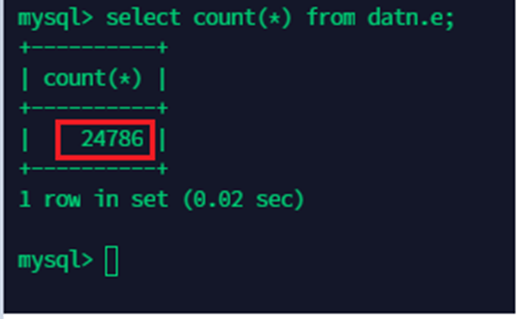 mysql> select count(*) from datn.e;
+----------+
| count(*) |
+----------+
|    24786 |
+----------+
1 row in set (0.02 sec)
mysql>